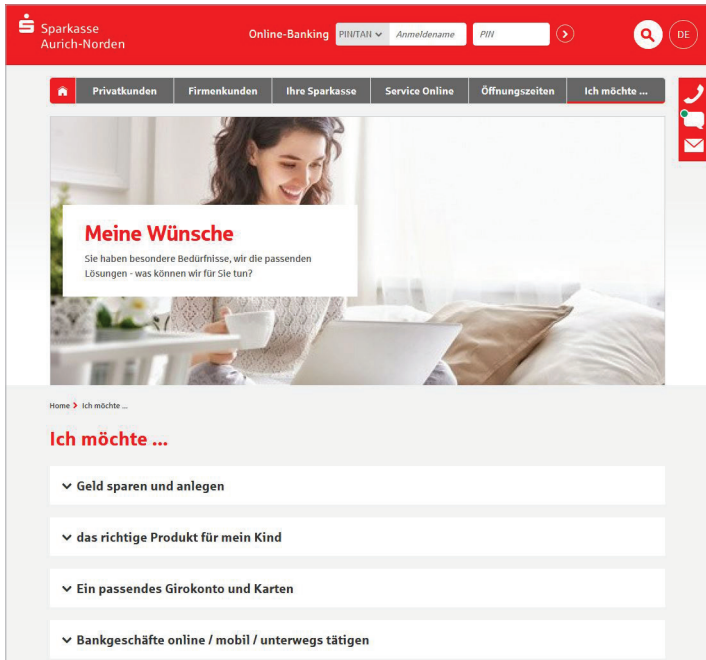 Sparkasse
Aurich-Norden
Online-Banking PIN/TAN Anmeldename PIN
DE
Privatkunden Firmenkunden Ihre Sparkasse Service Online Öffnungszeiten Ich möchte ...
Meine Wünsche
Sie haben besondere Bedürfnisse, wir die passenden
Lösungen - was können wir für Sie tun?
Home Ich möchte ...
Ich möchte ...
Geld sparen und anlegen
das richtige Produkt für mein Kind
Ein passendes Girokonto und Karten
Bankgeschäfte online / mobil / unterwegs tätigen